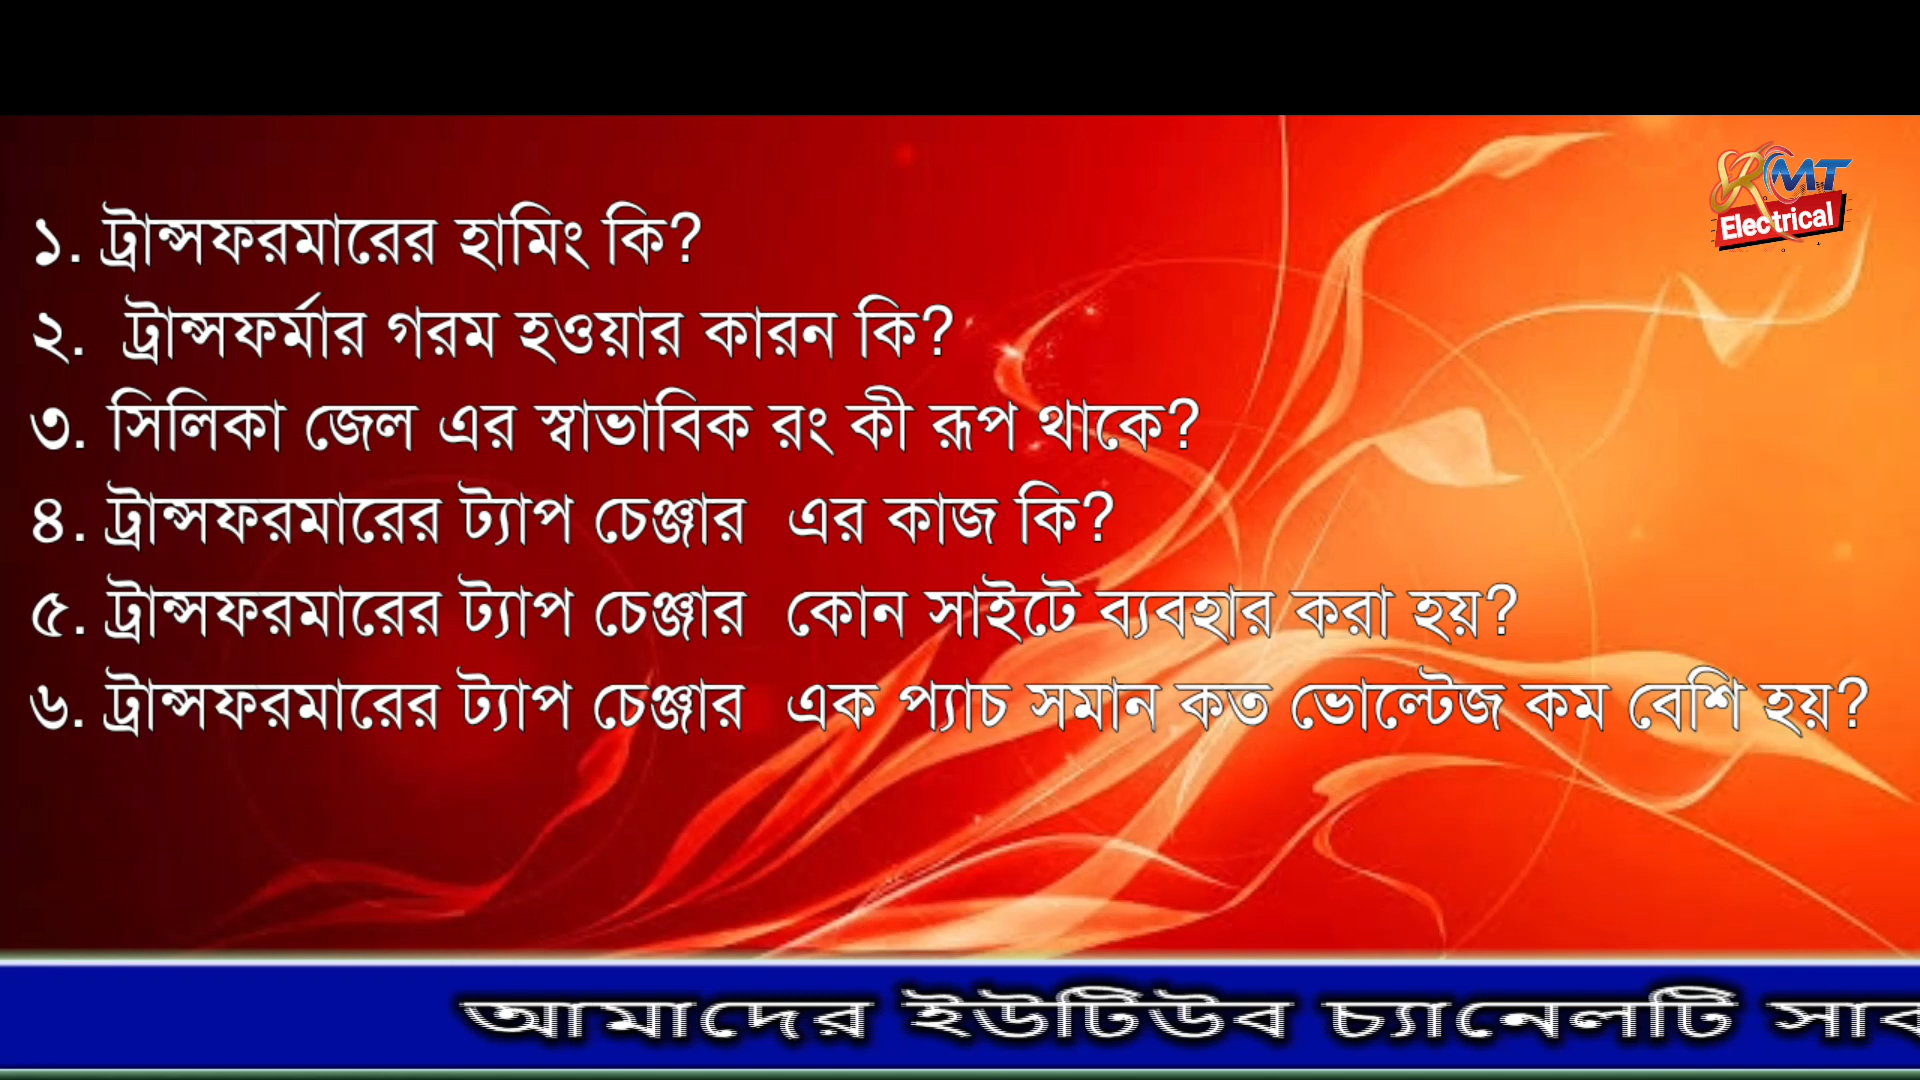 RMT
Electrical
১. ট্রান্সফরমারের হামিং কি?
২. ট্রান্সফর্মার গরম হওয়ার কারন কি?
৩. সিলিকা জেল এর স্বাভাবিক রং কী রূপ থাকে?
৪. ট্রান্সফরমারের ট্যাপ চেঞ্জার এর কাজ কি?
৫. ট্রান্সফরমারের ট্যাপ চেঞ্জার কোন সাইটে ব্যবহার করা হয়?
৬. ট্রান্সফরমারের ট্যাপ চেঞ্জার এক প্যাচ সমান কত ভোল্টেজ কম বেশি হয়?
আমাদের ইউটিউব চ্যানেলটি